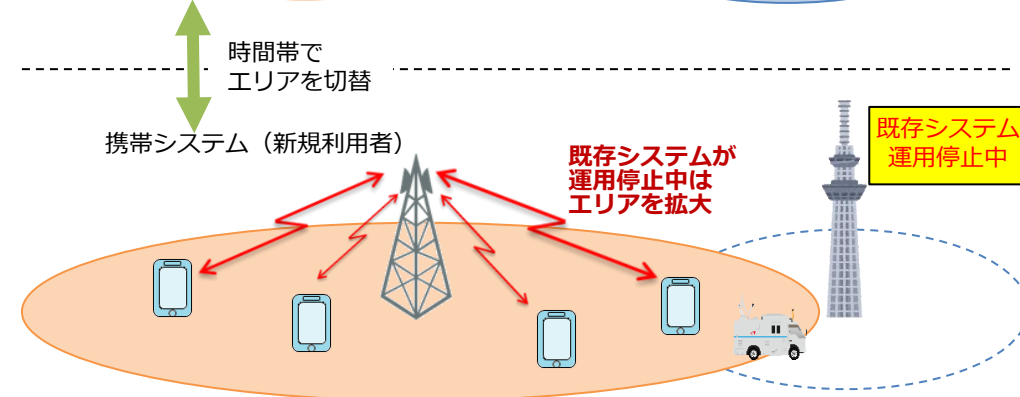 時間帯で
エリアを切替
携帯システム（新規利用者）
既存システムが
運用停止中は
エリアを拡大
既存システム
運用停止中